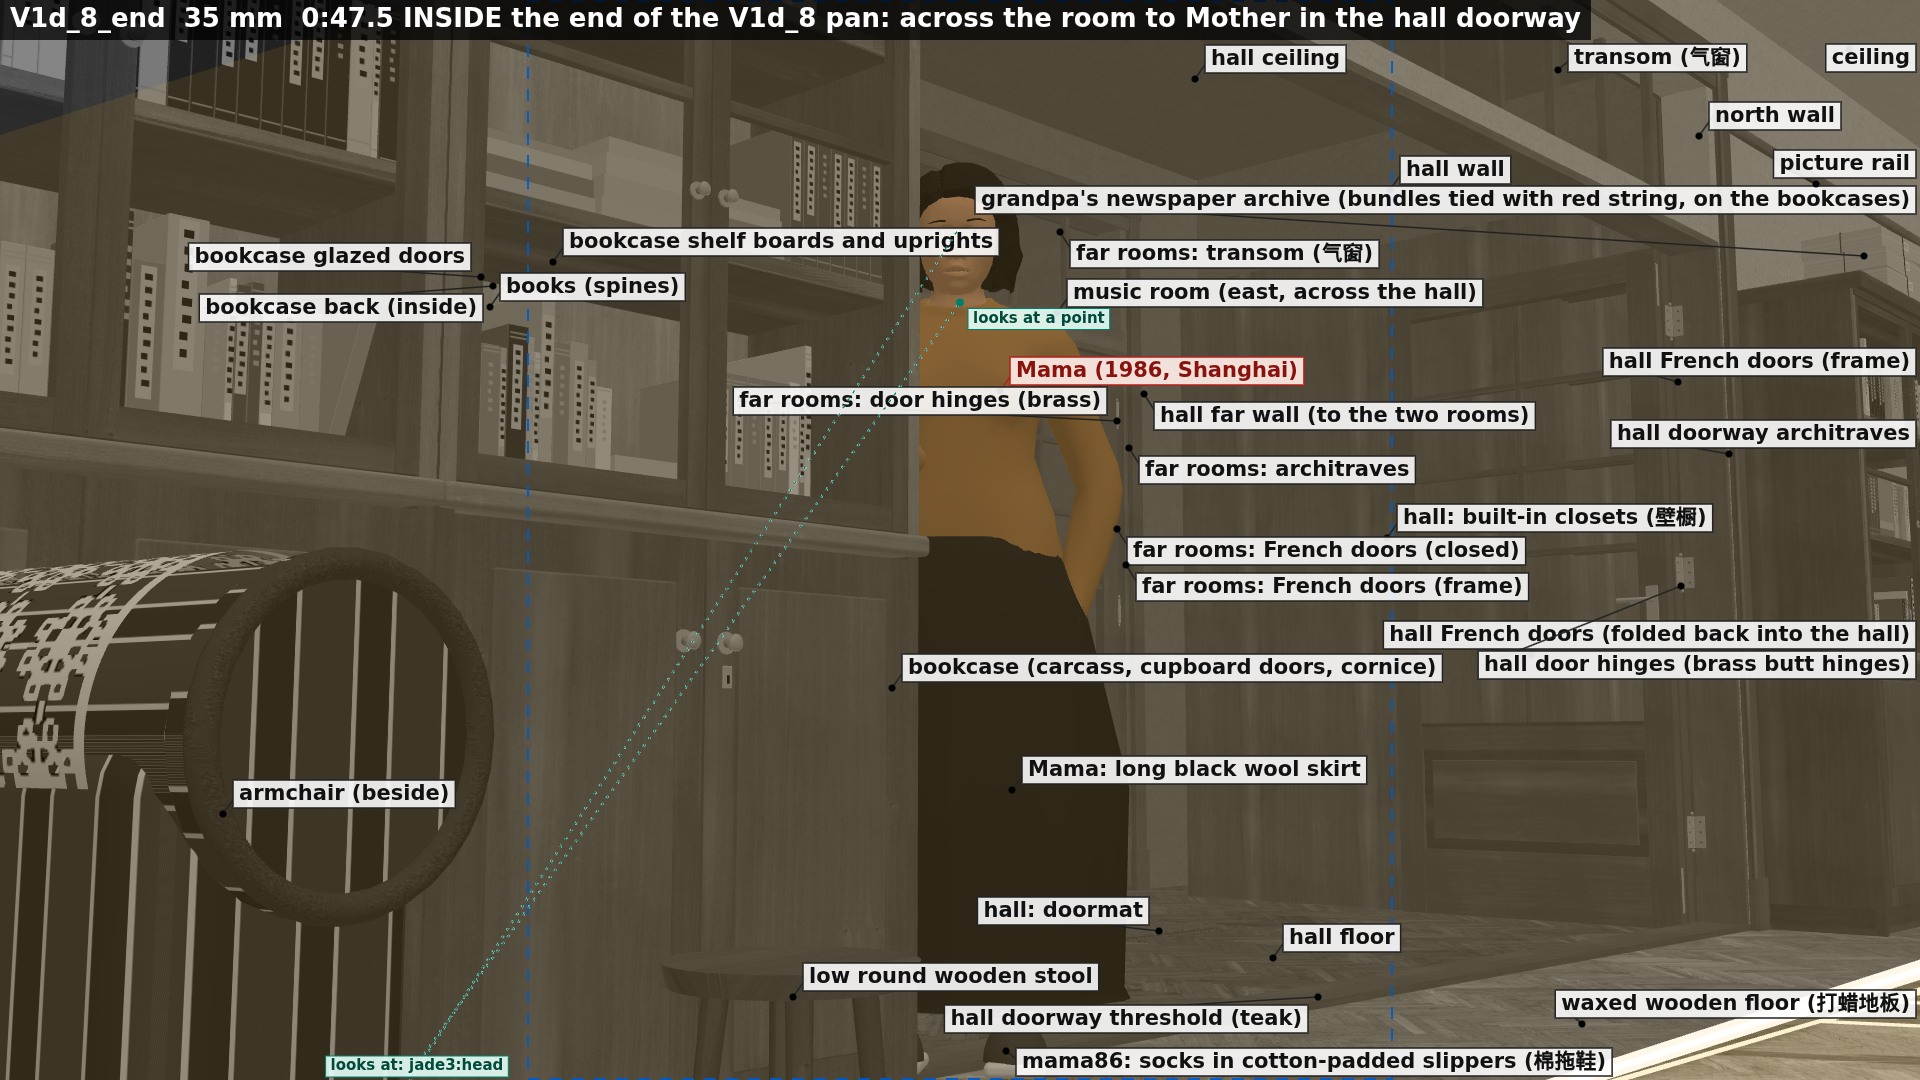 V1d_8_end 35 mm 0:47.5 INSIDE the end of the V1d_8 pan: across the room to Mother in the hall doorway
hall ceiling
transom (气窗)
ceiling
north wall
hall wall
picture rail
grandpa's newspaper archive (bundles tied with red string, on the bookcases)
bookcase shelf boards and uprights
bookcase glazed doors
far rooms: transom (气窗)
books (spines)
music room (east, across the hall)
bookcase back (inside)
looks at a point
Mama (1986, Shanghai)
hall French doors (frame)
far rooms: door hinges (brass)
hall far wall (to the two rooms)
hall doorway architraves
far rooms: architraves
hall: built-in closets (壁橱)
far rooms: French doors (closed)
far rooms: French doors (frame)
hall French doors (folded back into the hall)
bookcase (carcass, cupboard doors, cornice)
hall door hinges (brass butt hinges)
Mama: long black wool skirt
armchair (beside)
hall: doormat
hall floor
low round wooden stool
waxed wooden floor (打蜡地板)
hall doorway threshold (teak)
looks at: jade3:head
mama86: socks in cotton-padded slippers (棉拖鞋)